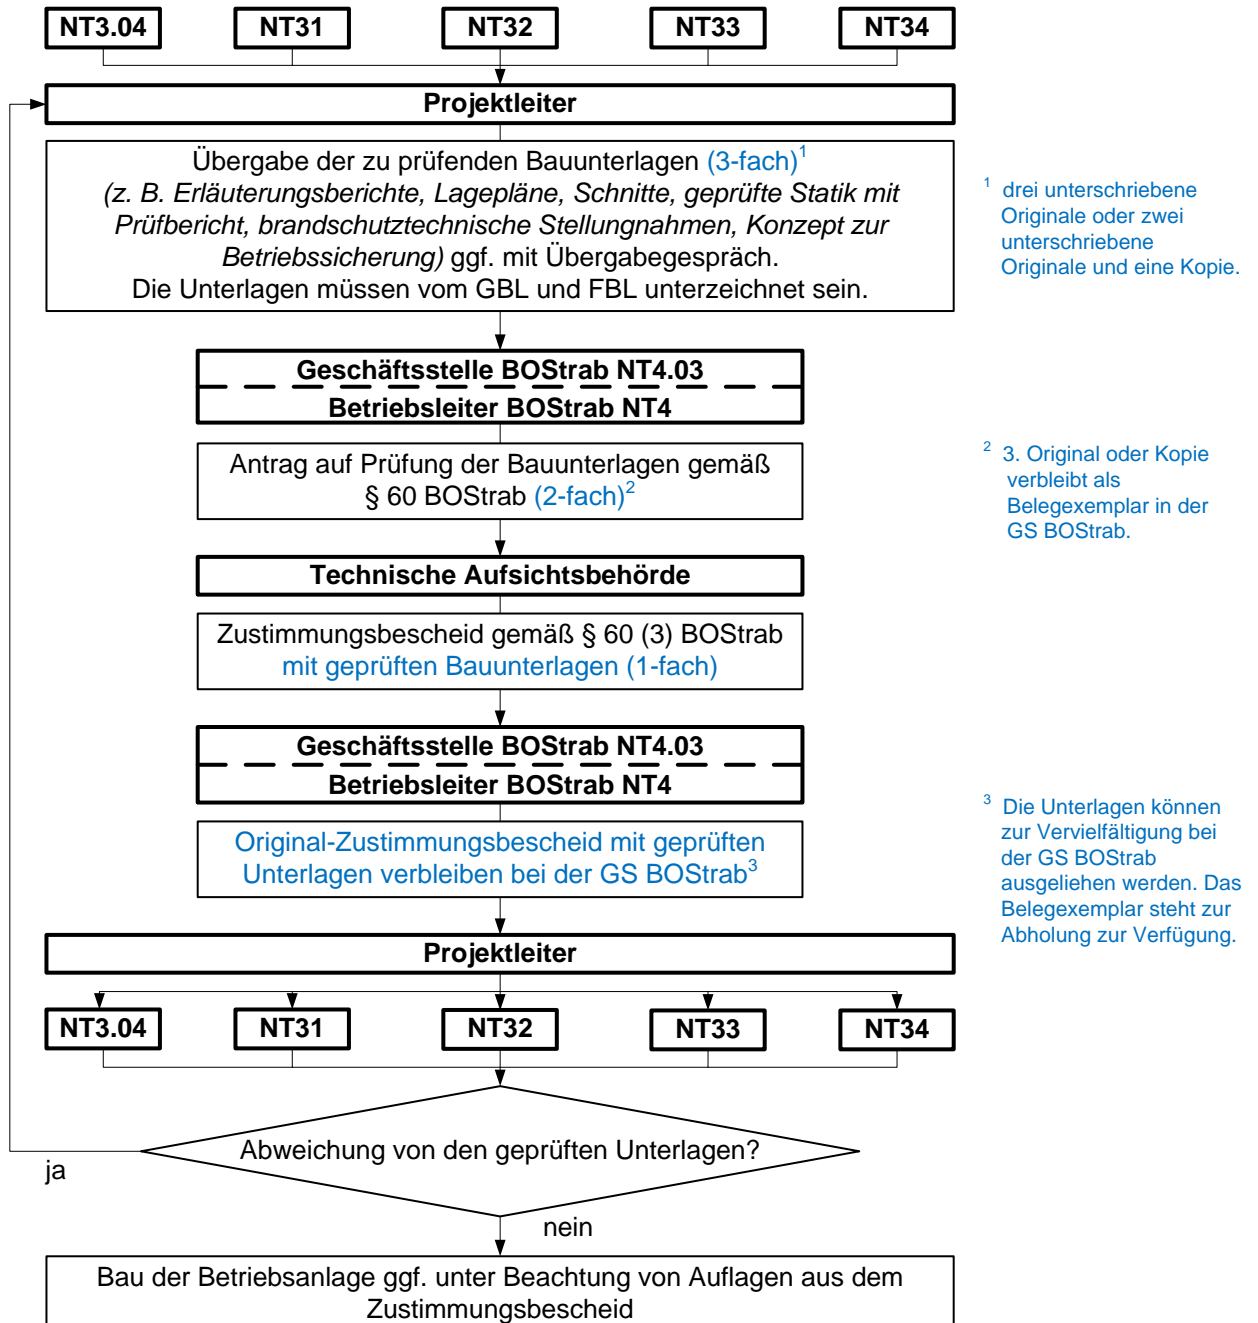 NT3.04 NT31 NT32 NT33 NT34
Projektleiter
Übergabe der zu prüfenden Bauunterlagen (3-fach)¹
(z. B. Erläuterungsberichte, Lagepläne, Schnitte, geprüfte Statik mit
Prüfbericht, brandschutztechnische Stellungnahmen, Konzept zur
Betriebssicherung) ggf. mit Übergabegespräch.
Die Unterlagen müssen vom GBL und FBL unterzeichnet sein.
¹ drei unterschriebene
Originale oder zwei
unterschriebene
Originale und eine Kopie.
Geschäftsstelle BOStrab NT4.03
Betriebsleiter BOStrab NT4
Antrag auf Prüfung der Bauunterlagen gemäß
§ 60 BOStrab (2-fach)²
² 3. Original oder Kopie
verbleibt als
Belegexemplar in der
GS BOStrab.
Technische Aufsichtsbehörde
Zustimmungsbescheid gemäß § 60 (3) BOStrab
mit geprüften Bauunterlagen (1-fach)
Geschäftsstelle BOStrab NT4.03
Betriebsleiter BOStrab NT4
Original-Zustimmungsbescheid mit geprüften
Unterlagen verbleiben bei der GS BOStrab³
³ Die Unterlagen können
zur Vervielfältigung bei
der GS BOStrab
ausgeliehen werden. Das
Belegexemplar steht zur
Abholung zur Verfügung.
Projektleiter
NT3.04 NT31 NT32 NT33 NT34
Abweichung von den geprüften Unterlagen?
ja
nein
Bau der Betriebsanlage ggf. unter Beachtung von Auflagen aus dem
Zustimmungsbescheid